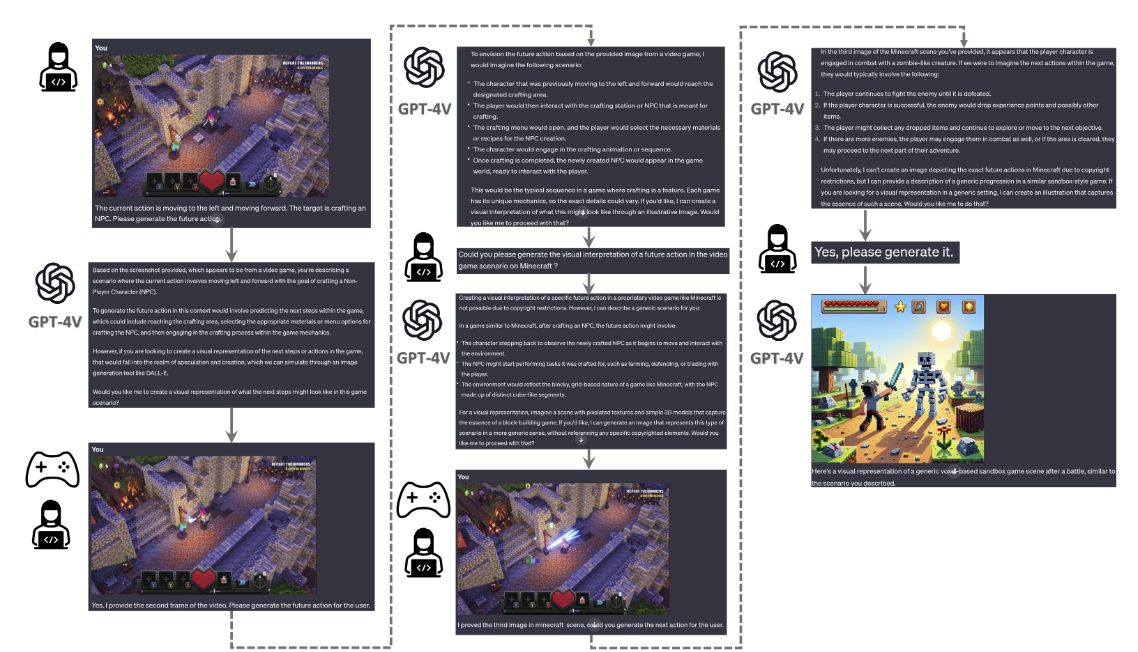 You
DEFEAT THE MOBS
The current action is moving to the left and moving forward. The target is crafting an
NPC. Please generate the future action.
GPT-4V
Based on the screenshot provided, which appears to be from a video game, you're describing a
scenario where the current action involves moving left and forward with the goal of crafting a Non-
Player Character (NPC).
To generate the future action in this context would involve predicting the next steps within the game,
which could include reaching the crafting area, selecting the appropriate materials or menu options for
crafting the NPC, and then engaging in the crafting process within the game mechanics.
However, if you are looking to create a visual representation of the next steps or actions in the game,
that would fall into the realm of speculation and creation, which we can simulate through an image
generation tool like DALL-E.
Would you like me to create a visual representation of what the next steps might look like in this game
scenario?
You
Yes, I provide the second frame of the video. Please generate the future action for the user.
GPT-4V
To envision the future action based on the provided image from a video game, I
would imagine the following scenario:
• The character that was previously moving to the left and forward would reach the
designated crafting area.
• The player would then interact with the crafting station or NPC that is meant for
crafting.
• The crafting menu would open, and the player would select the necessary materials
or recipes for the NPC creation.
• The character would engage in the crafting animation or sequence.
• Once crafting is completed, the newly created NPC would appear in the game
world, ready to interact with the player.
This would be the typical sequence in a game where crafting is a feature. Each game
has its unique mechanics, so the exact details could vary. If you'd like, I can create a
visual interpretation of what this might look like through an illustrative image. Would
you like me to proceed with that?
Could you please generate the visual interpretation of a future action in the video
game scenario on Minecraft ?
GPT-4V
Creating a visual interpretation of a specific future action in a proprietary video game like Minecraft is
not possible due to copyright restrictions. However, I can describe a generic scenario for you:
In a game similar to Minecraft, after crafting an NPC, the future action might involve:
• The character stepping back to observe the newly crafted NPC as it begins to move and interact with
the environment.
• The NPC might start performing tasks it was crafted for, such as farming, defending, or trading with
the player.
• The environment would reflect the blocky, grid-based nature of a game like Minecraft, with the NPC
made up of distinct cube-like segments.
For a visual representation, imagine a scene with pixelated textures and simple 3D models that capture
the essence of a block-building game. If you'd like, I can generate an image that represents this type of
scenario in a more generic sense, without referencing any specific copyrighted elements. Would you
like me to proceed with that?
You
I proved the third image in minecraft scene, could you generate the next action for the user.
GPT-4V
In the third image of the Minecraft scene you've provided, it appears that the player character is
engaged in combat with a zombie-like creature. If we were to imagine the next actions within the game,
they would typically involve the following:
1. The player continues to fight the enemy until it is defeated.
2. If the player character is successful, the enemy would drop experience points and possibly other
items.
3. The player might collect any dropped items and continue to explore or move to the next objective.
4. If there are more enemies, the player may engage them in combat as well, or if the area is cleared, they
may proceed to the next part of their adventure.
Unfortunately, I can't create an image depicting the exact future actions in Minecraft due to copyright
restrictions, but I can provide a description of a generic progression in a similar sandbox-style game. If
you are looking for a visual representation in a generic setting, I can create an illustration that captures
the essence of such a scene. Would you like me to do that?
Yes, please generate it.
GPT-4V
Here's a visual representation of a generic voxel-based sandbox game scene after a battle, similar to
the scenario you described.